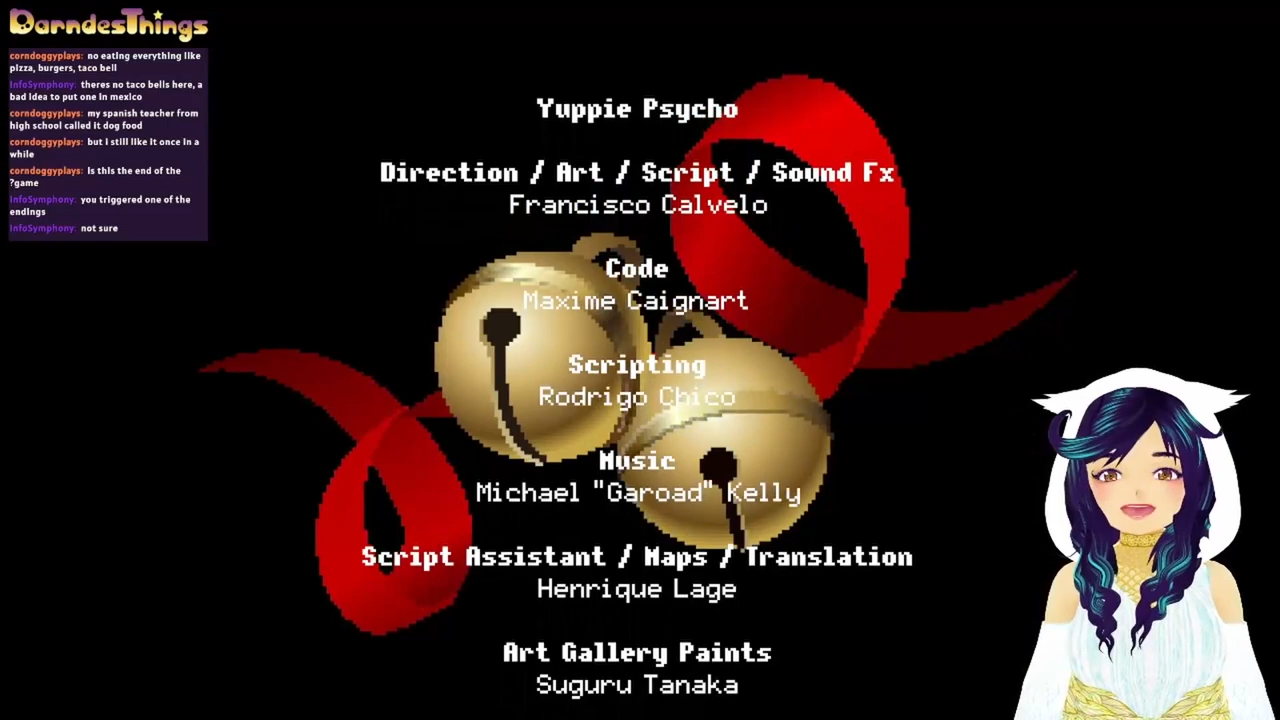 DarndesThings
corndoggyplays: no eating everything like
pizza, burgers, taco bell
InfoSymphony: theres no taco bells here, a
bad idea to put one in mexico
corndoggyplays: my spanish teacher from
high school called it dog food
corndoggyplays: but i still like it once in a
while
corndoggyplays: Is this the end of the
?game
InfoSymphony: you triggered one of the
endings
InfoSymphony: not sure
Yuppie Psycho
Direction / Art / Script / Sound Fx
Francisco Calvelo
Code
Maxime Caignart
Scripting
Rodrigo Chico
Music
Michael "Garoad" Kelly
Script Assistant / Maps / Translation
Henrique Lage
Art Gallery Paints
Suguru Tanaka